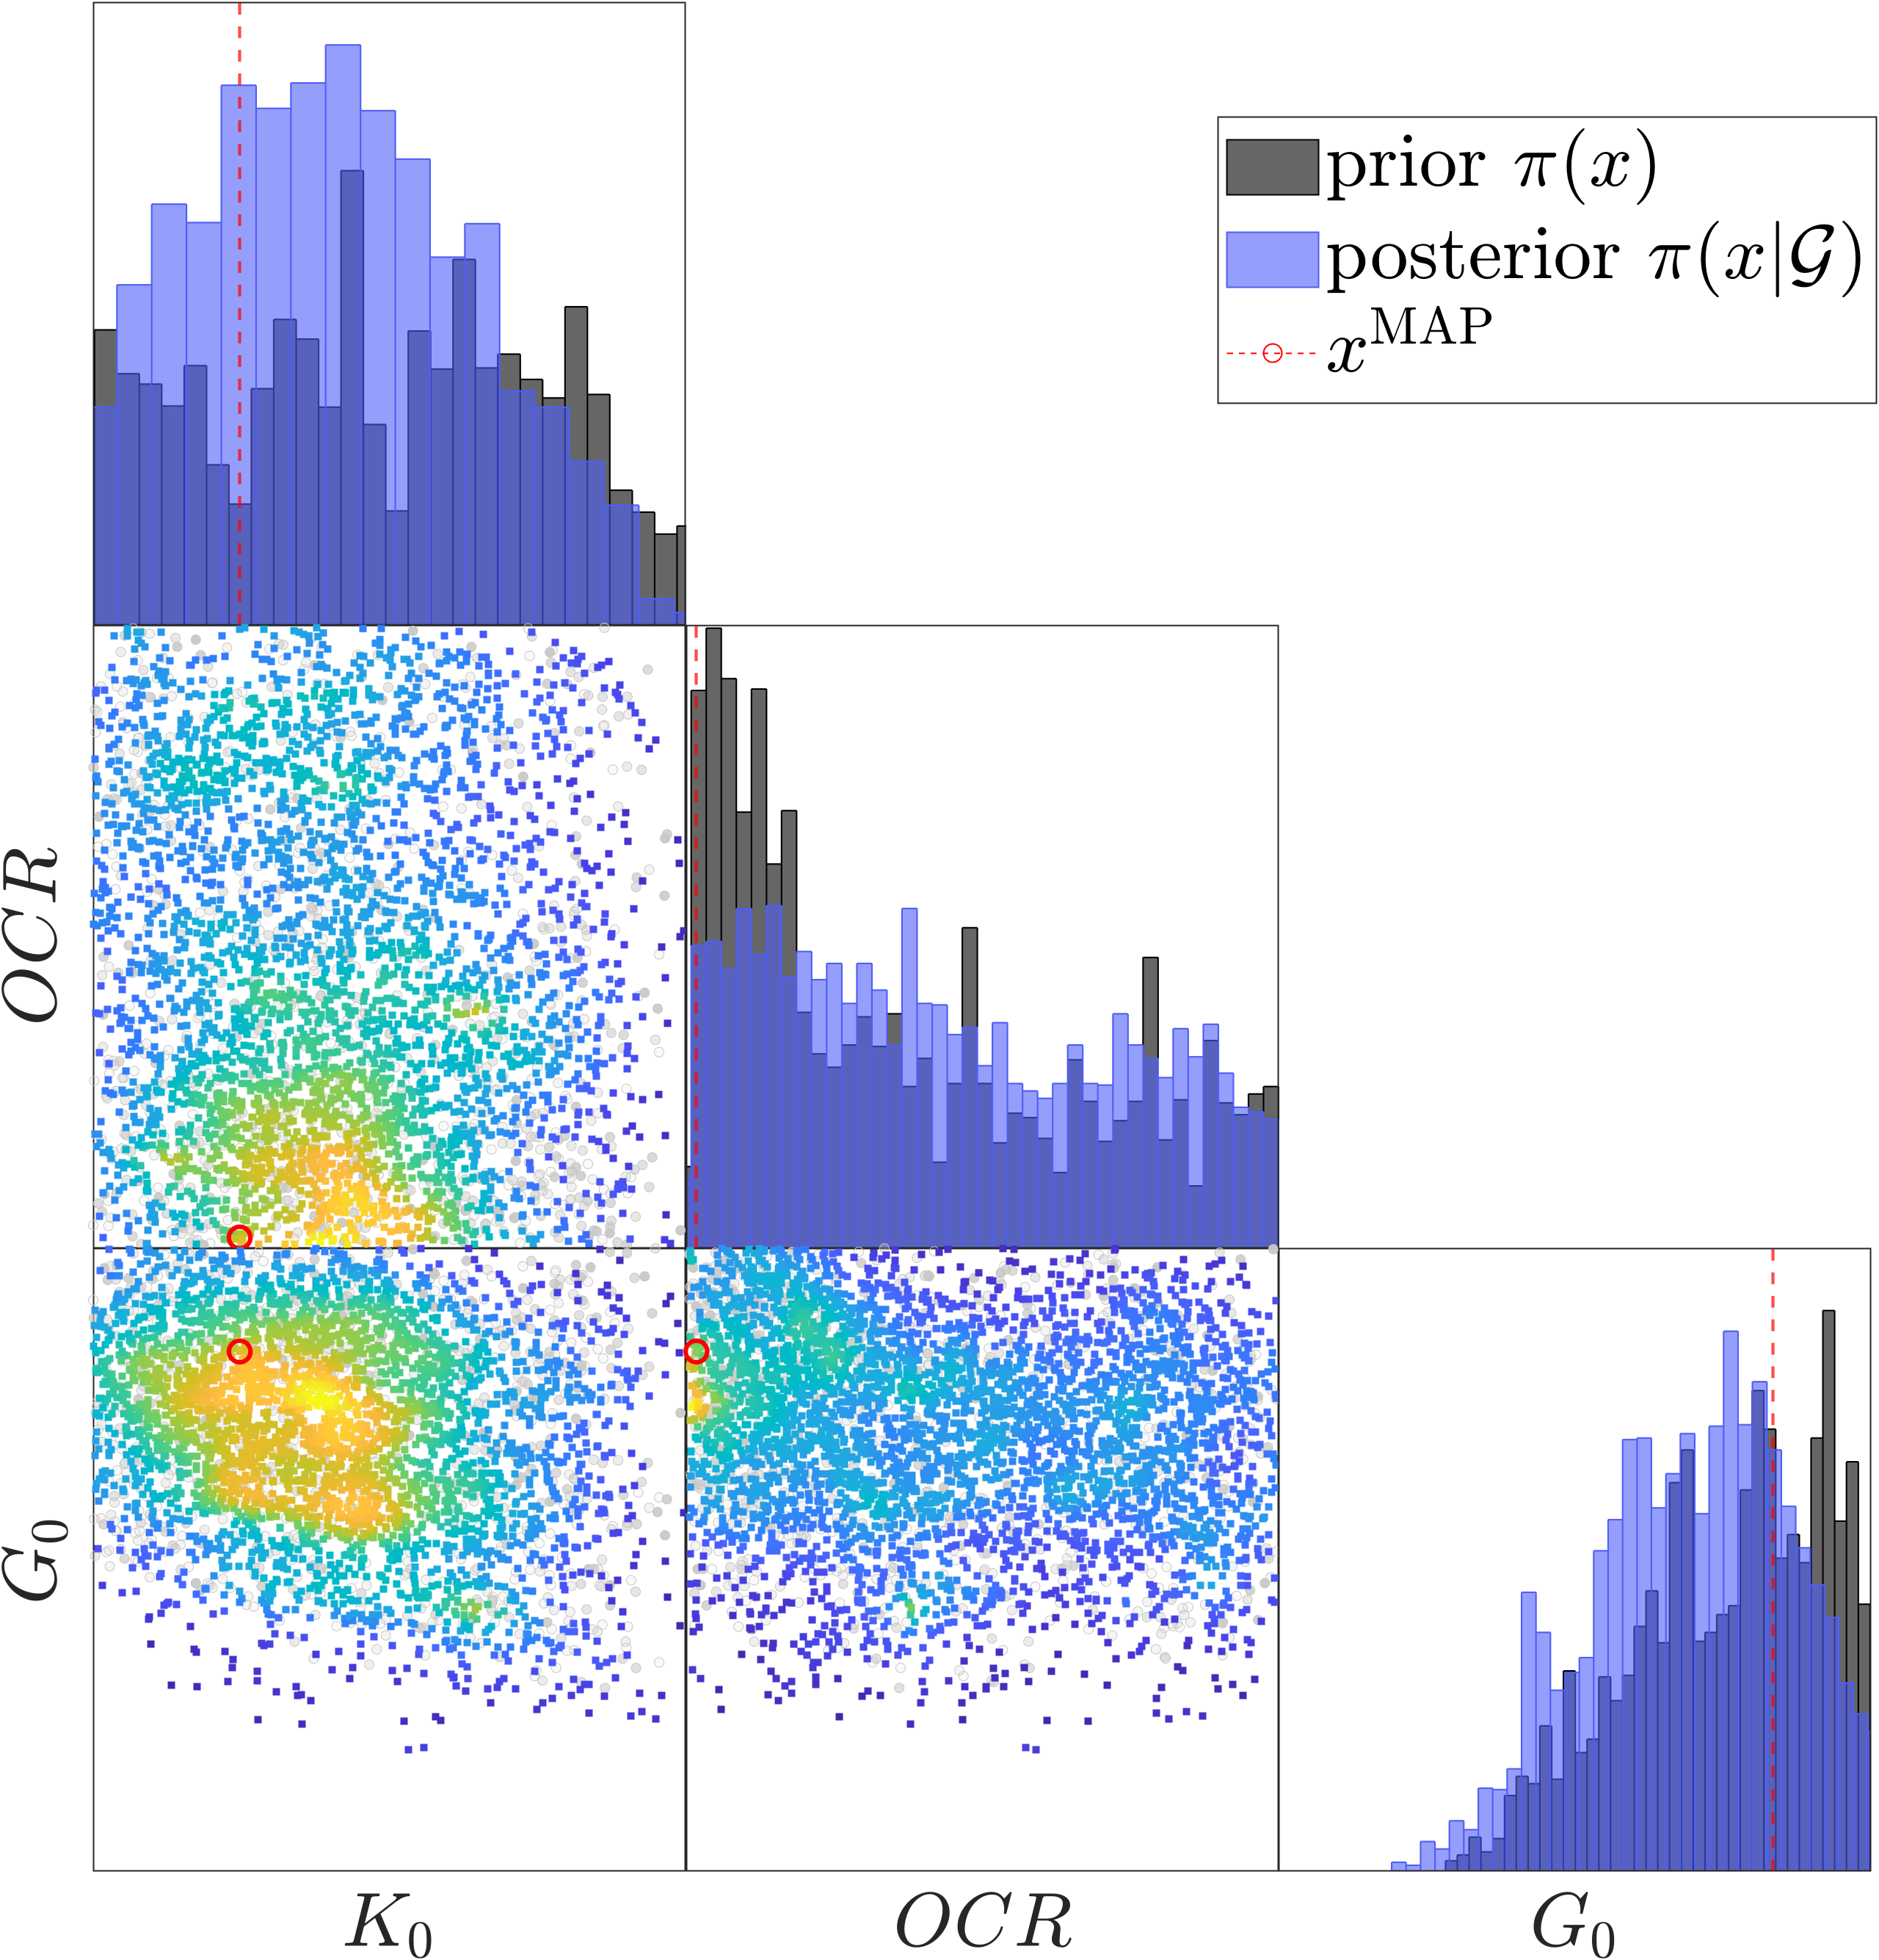 prior π(x)
posterior π(x|𝒢)
x^MAP
OCR
G₀
K₀ OCR G₀